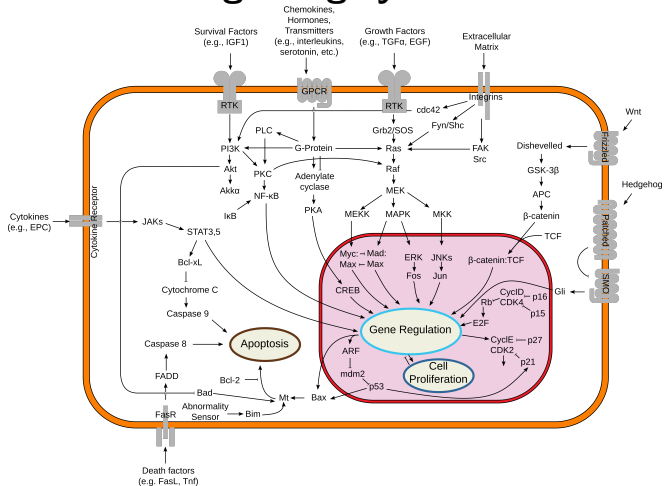 Chemokines,
Hormones,
Transmitters
(e.g., interleukins,
serotonin, etc.)
Survival Factors
(e.g., IGF1)
Growth Factors
(e.g., TGFα, EGF)
Extracellular
Matrix
Wnt
Hedgehog
Cytokines
(e.g., EPC)
RTK
GPCR
RTK
Integrins
cdc42
Fyn/Shc
PLC
Grb2/SOS
PI3K
G-Protein
Ras
FAK
Src
Dishevelled
Frizzled
Akt
Akkα
PKC
Adenylate
cyclase
Raf
GSK-3β
NF-κB
MEK
APC
IκB
PKA
MEKK
MAPK
MKK
β-catenin
TCF
Patched
Cytokine Receptor
JAKs
STAT3,5
Myc:
Mad:
Max
Max
ERK
JNKs
Fos
Jun
β-catenin:TCF
Bcl-xL
Cytochrome C
CREB
CycID
p16
Rb
CDK4
p15
Gli
SMO
Caspase 9
Gene Regulation
E2F
CyclE
p27
CDK2
p21
Caspase 8
Apoptosis
ARF
Cell
Proliferation
mdm2
p53
FADD
Bcl-2
Bad
Mt
Bax
FasR
Abnormality
Sensor
Bim
Death factors
(e.g. FasL, Tnf)